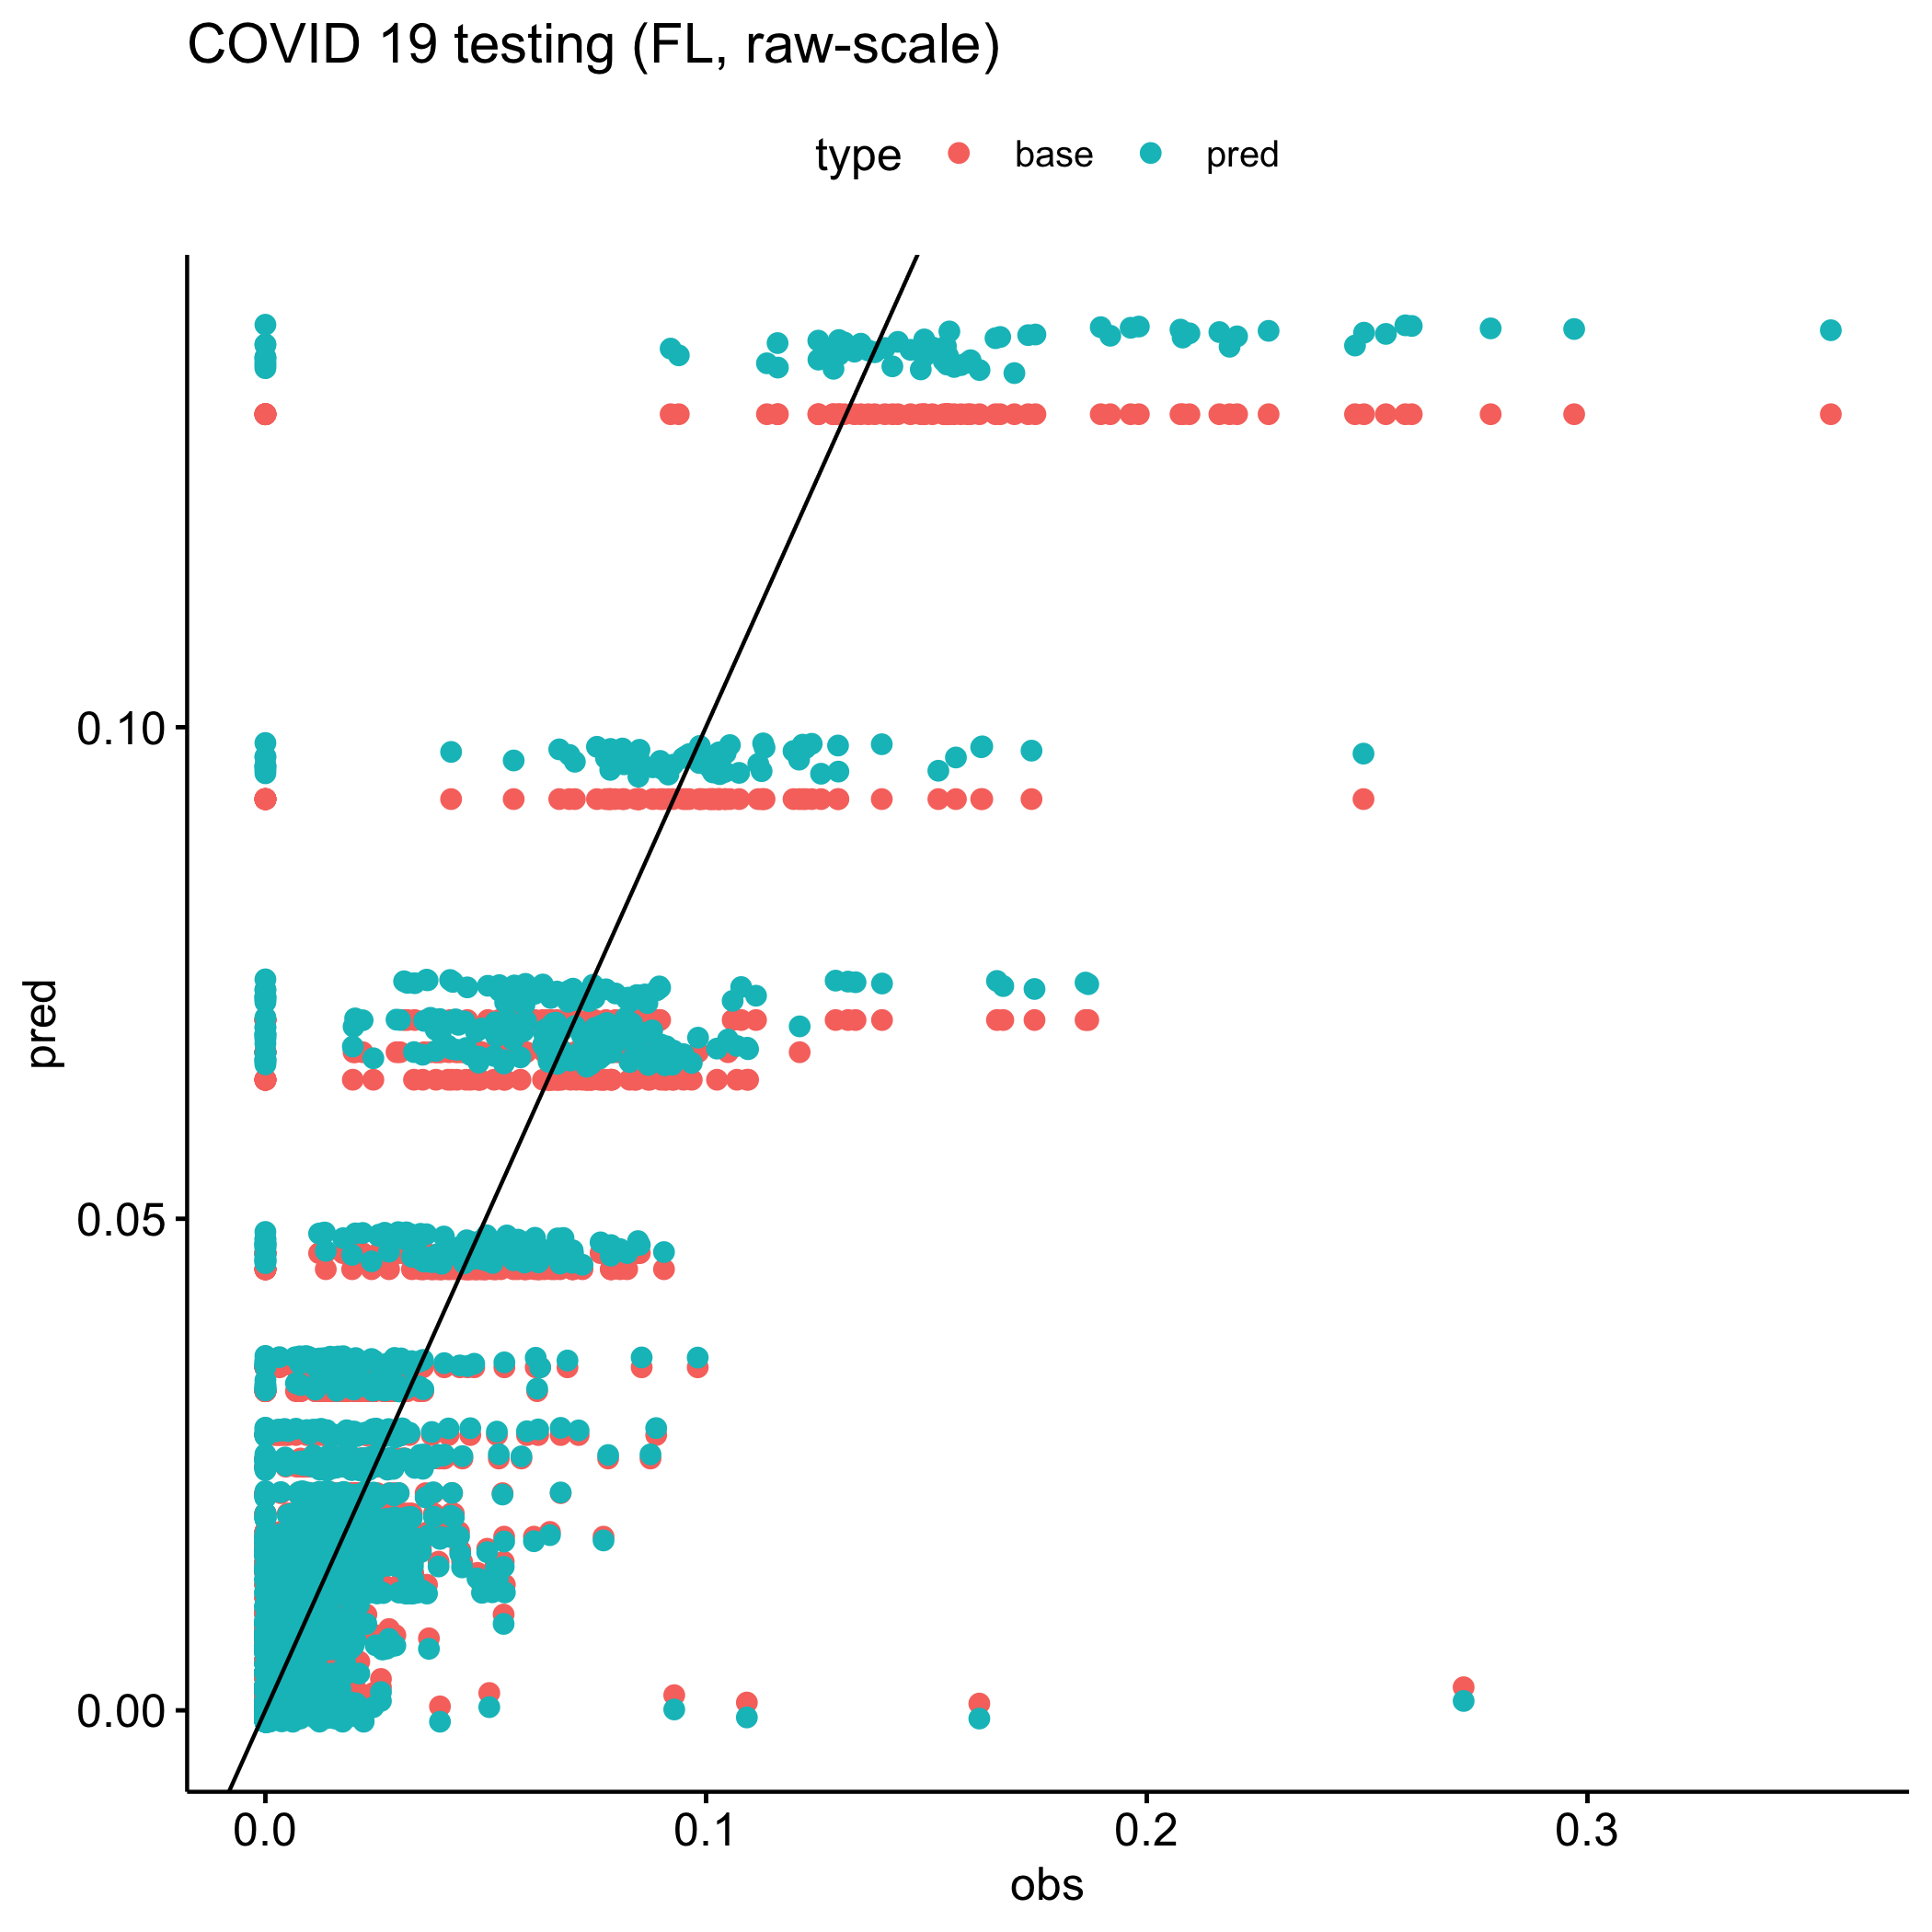 COVID 19 testing (FL, raw-scale)
type base pred
pred
0.10
0.05
0.00
0.0 0.1 0.2 0.3
obs